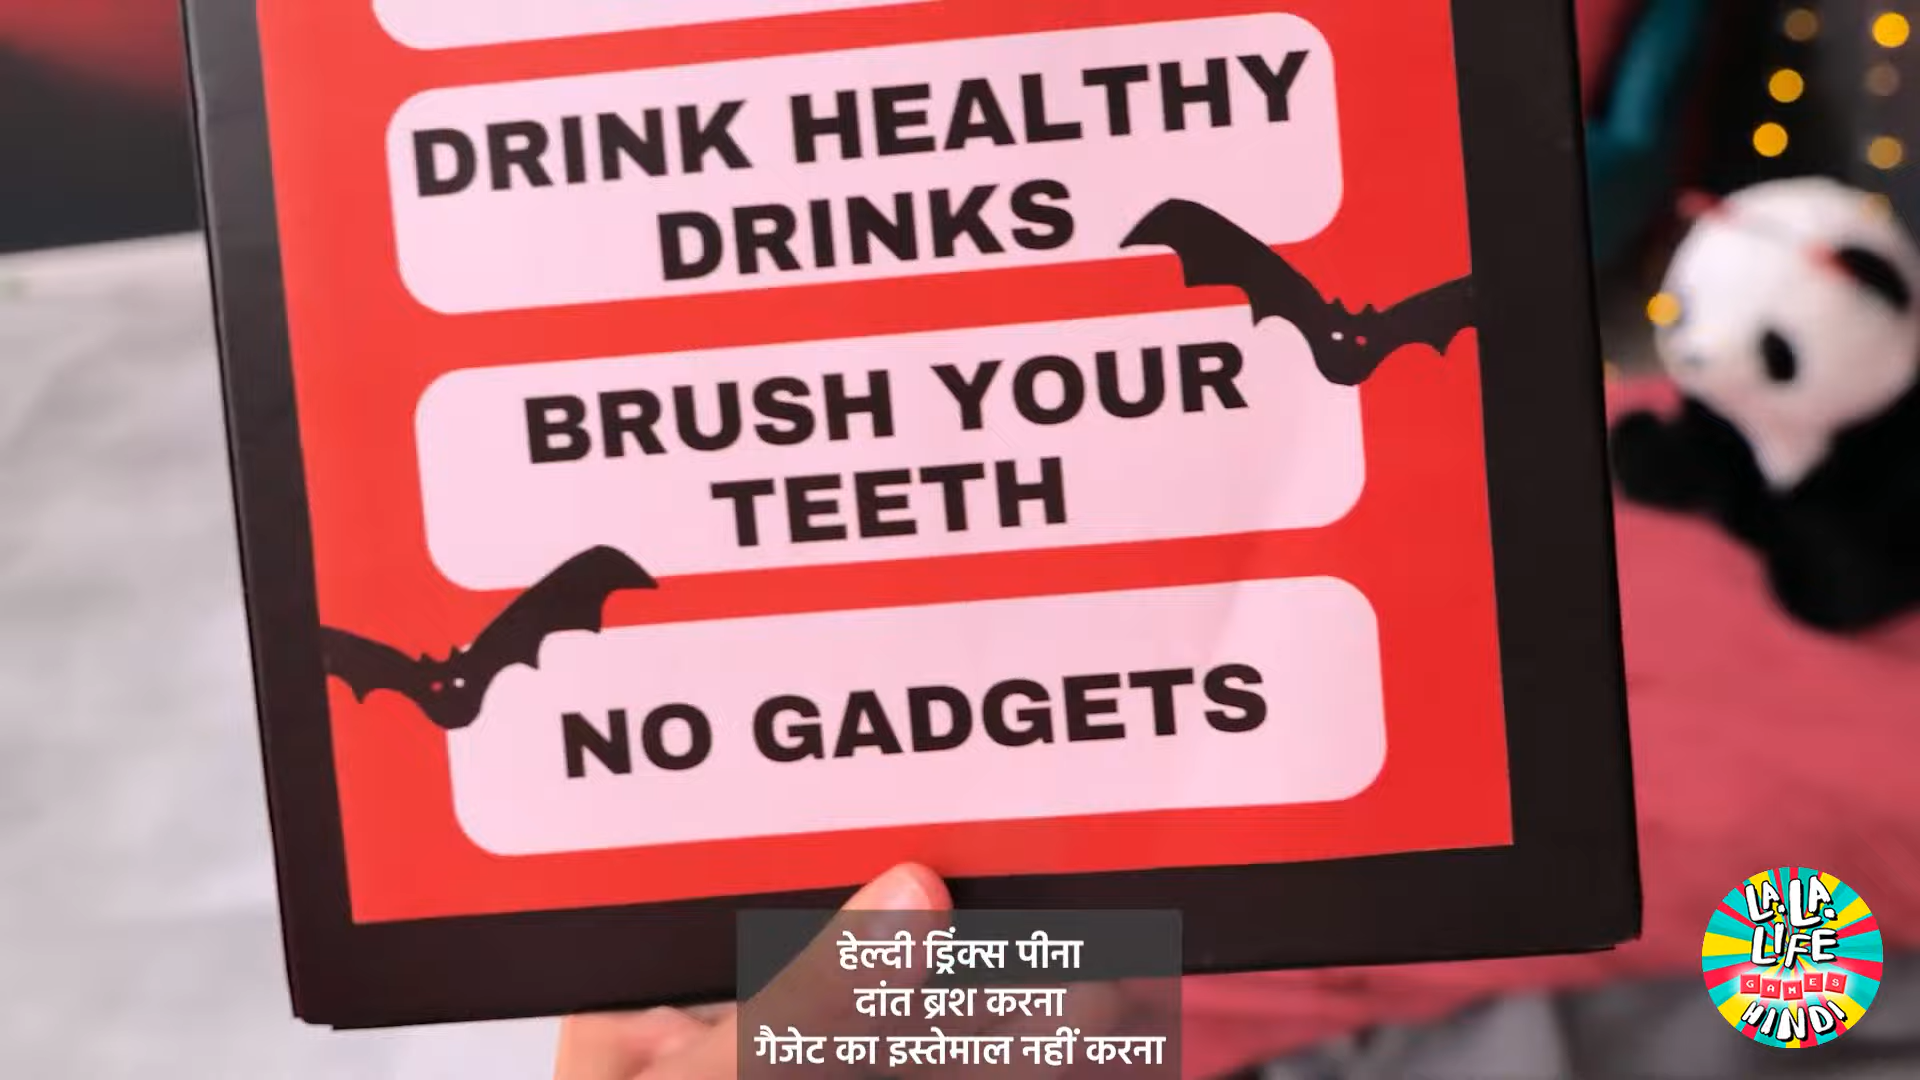 DRINK HEALTHY
DRINKS
BRUSH YOUR
TEETH
NO GADGETS
हेल्दी ड्रिंक्स पीना
दांत ब्रश करना
गैजेट का इस्तेमाल नहीं करना
LA LA
LIFE
GAMES
HINDI